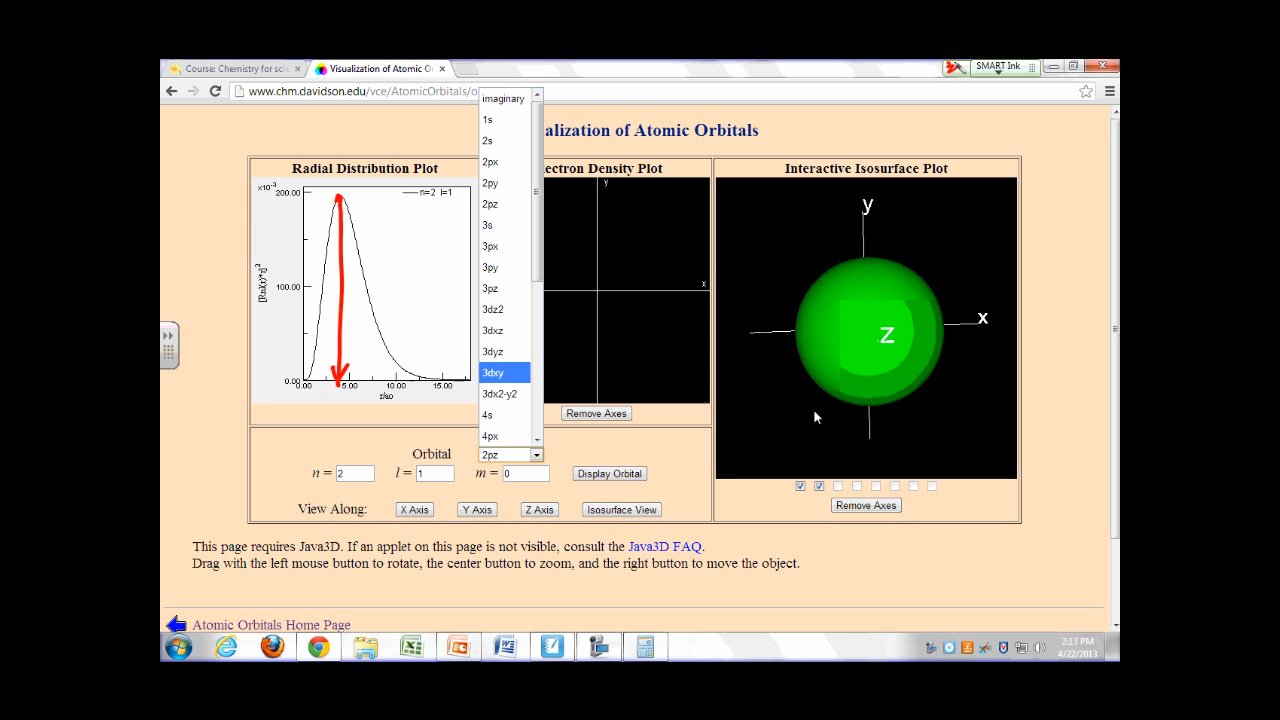 Course: Chemistry for sci
Visualization of Atomic O
SMART Ink
www.chm.davidson.edu/vce/AtomicOrbitals/o
alization of Atomic Orbitals
Radial Distribution Plot
ectron Density Plot
Interactive Isosurface Plot
×10⁻³
200.00
100.00
0.00
n=2 l=1
0.00 5.00 10.00 15.00
r/ao
imaginary
1s
2s
2px
2py
2pz
3s
3px
3py
3pz
3dz2
3dxz
3dyz
3dxy
3dx2-y2
4s
4px
2pz
y
x
y
x
z
Remove Axes
Orbital
n = 2 l = 1 m = 0 Display Orbital
View Along: X Axis Y Axis Z Axis Isosurface View
Remove Axes
This page requires Java3D. If an applet on this page is not visible, consult the Java3D FAQ.
Drag with the left mouse button to rotate, the center button to zoom, and the right button to move the object.
Atomic Orbitals Home Page
2:13 PM
4/22/2013